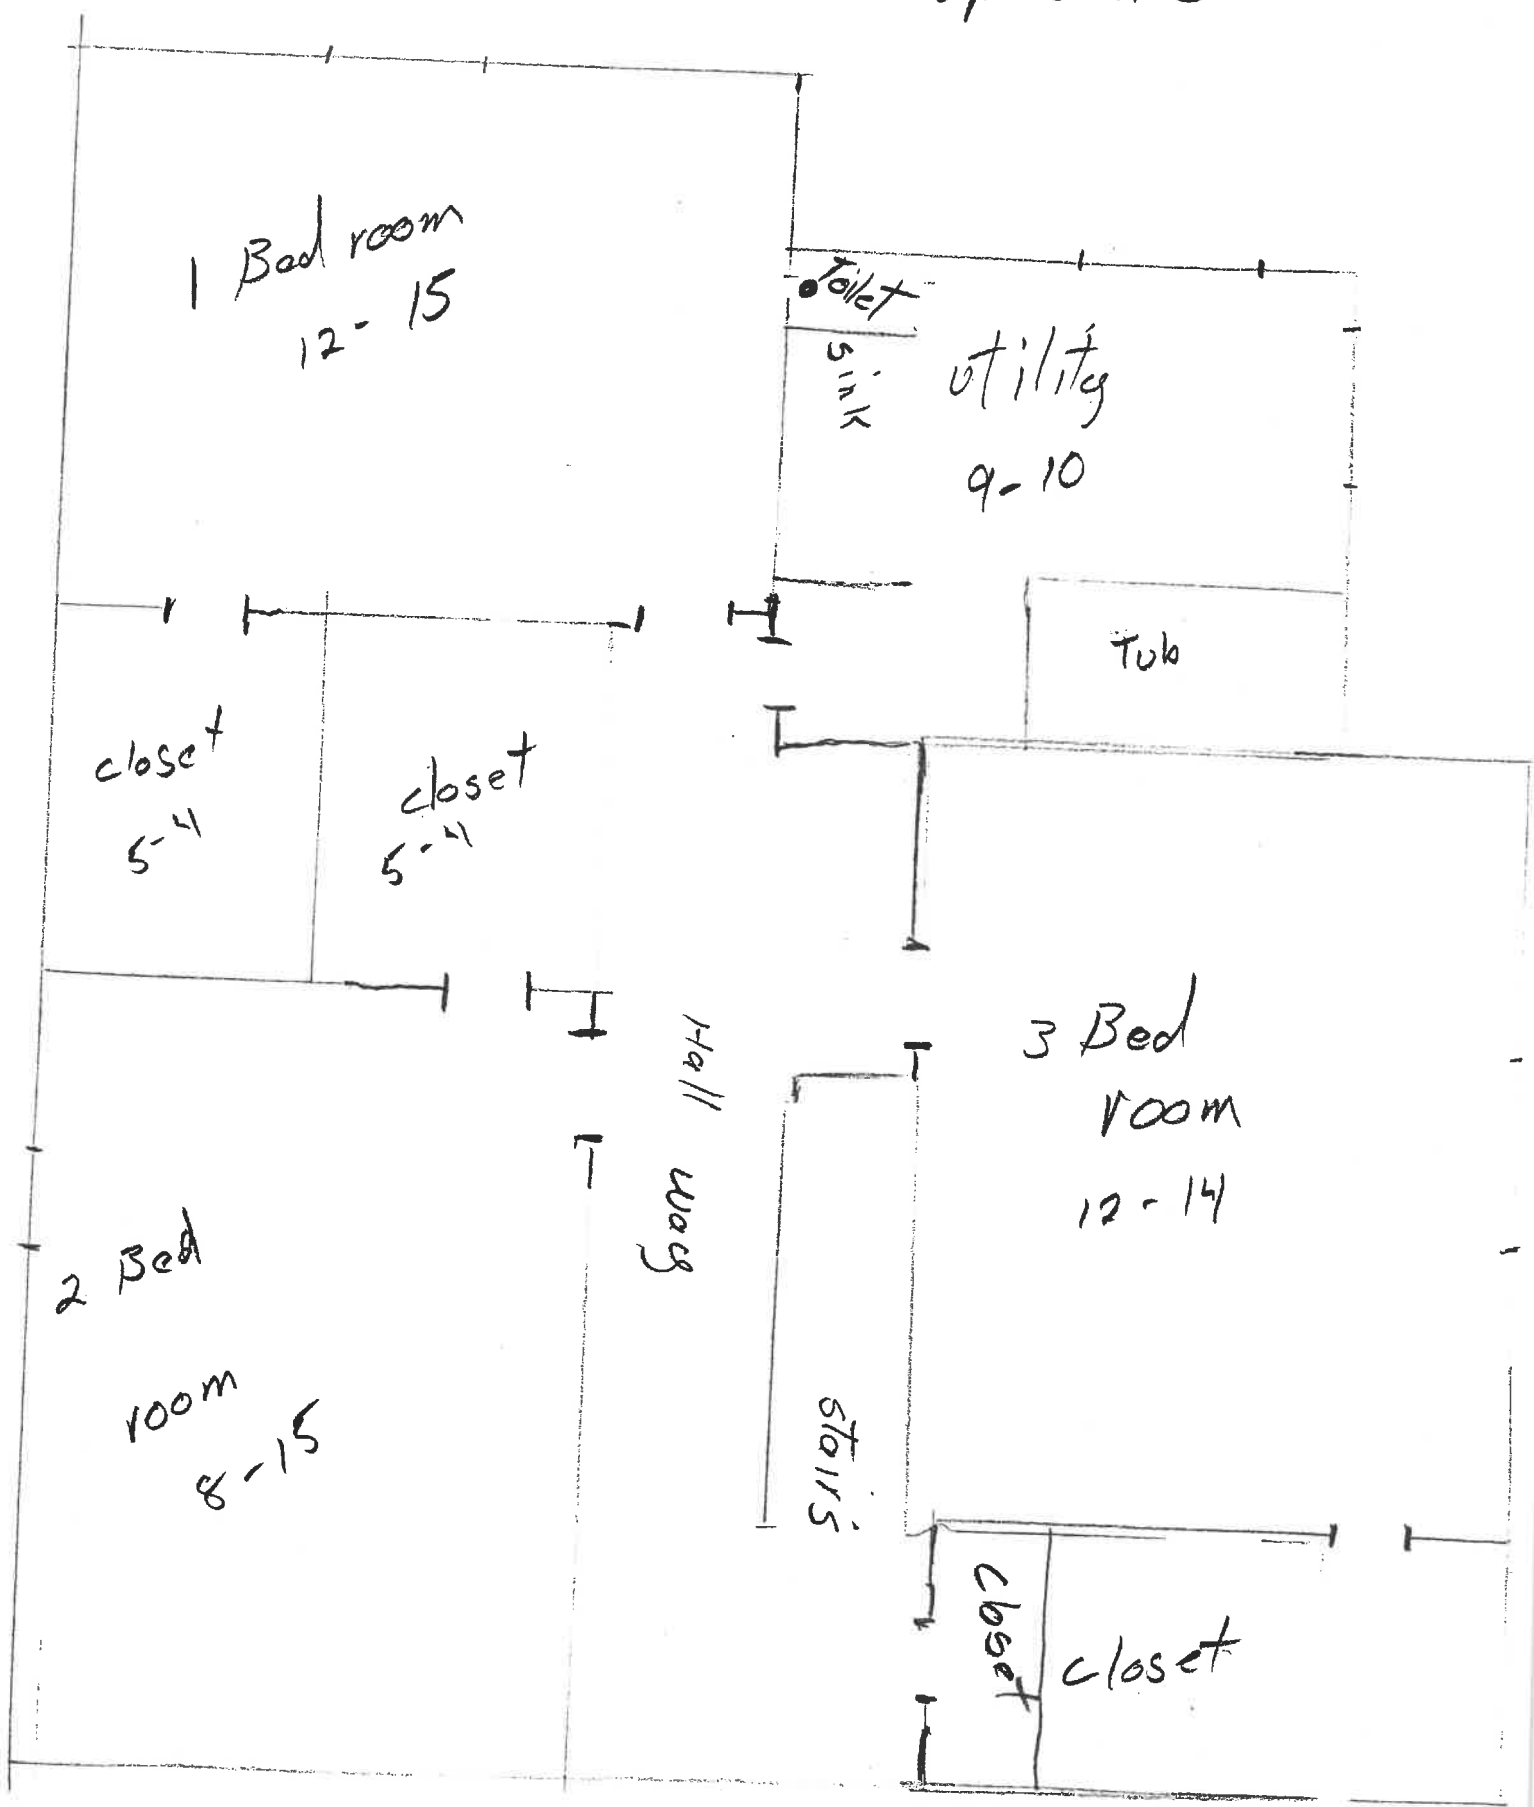 1 Bed room
12 - 15
Toilet
sink
utility
9 - 10
Tub
closet
5 - 4
closet
5 - 4
Hall way
3 Bed
room
12 - 14
2 Bed
room
8 - 15
stairs
closet
closet